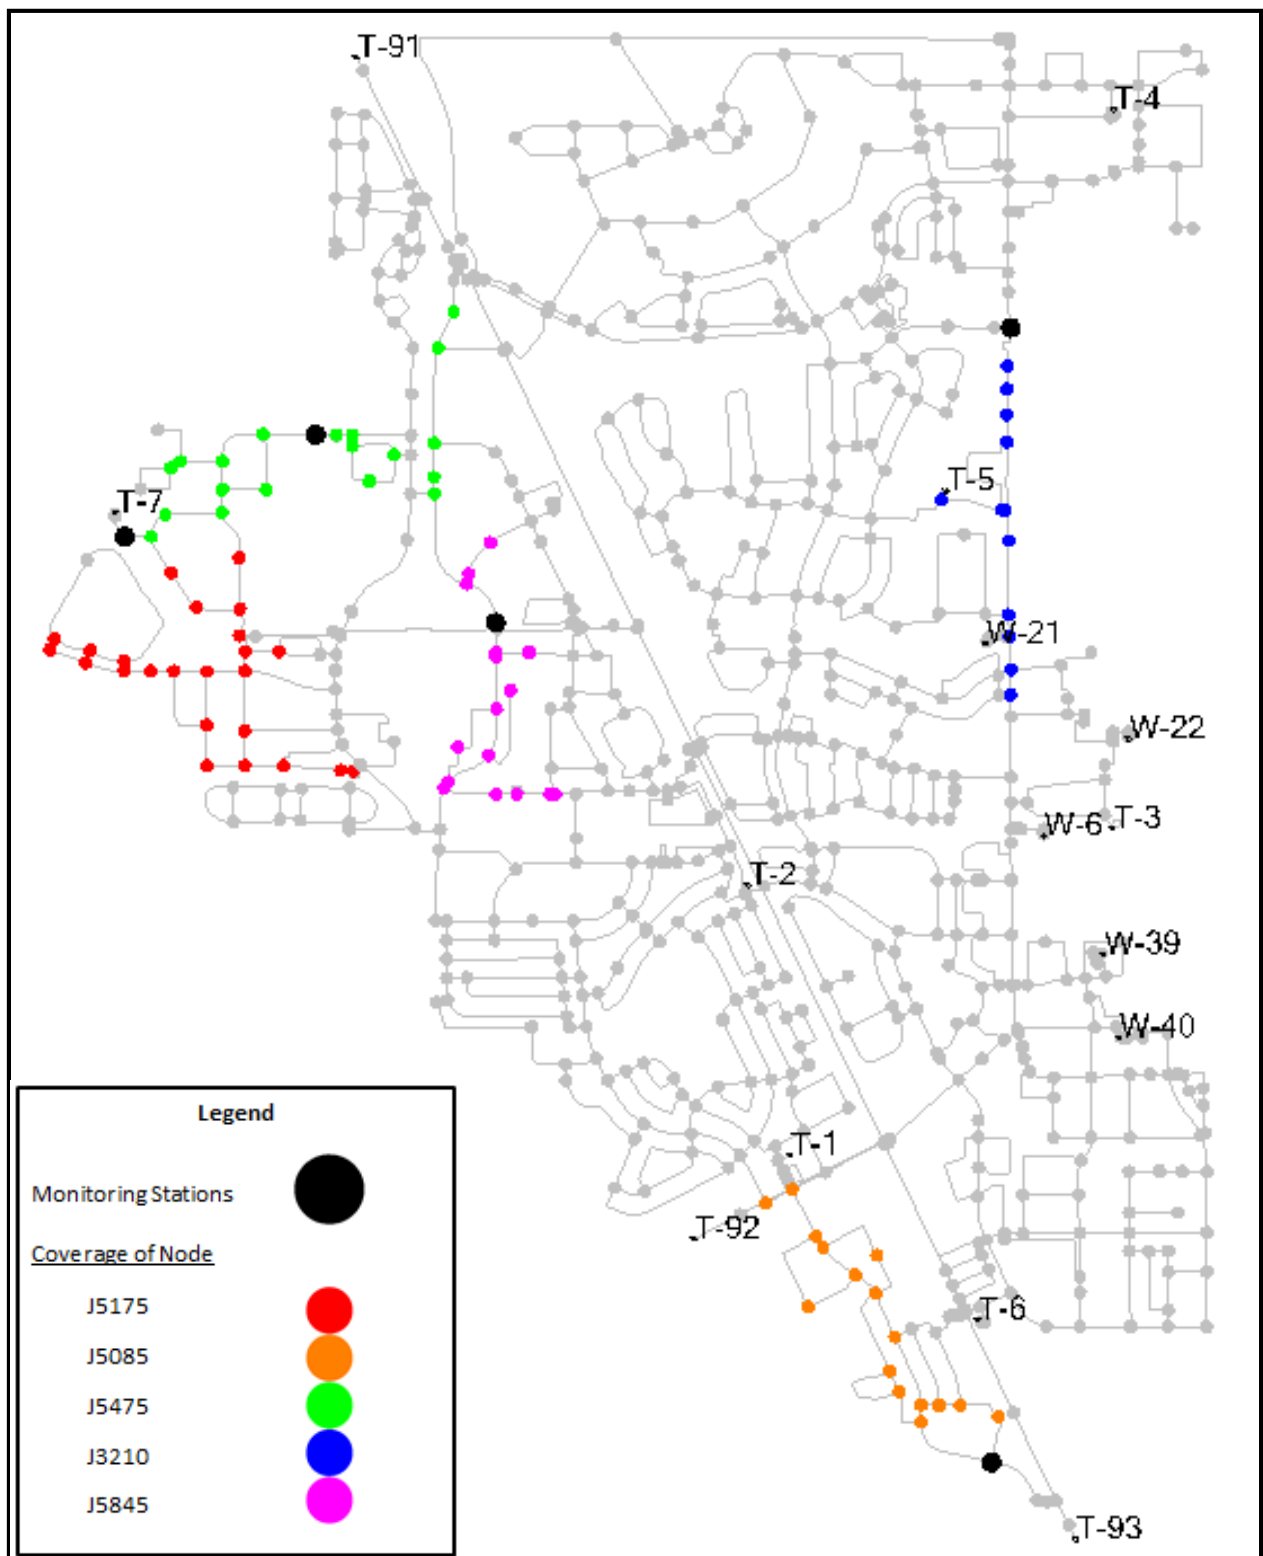 T-91
T-4
T-5
T-7
W-21
W-22
W-6
T-3
T-2
W-39
W-40
T-1
T-92
T-6
T-93
Legend
Monitoring Stations
Coverage of Node
J5175
J5085
J5475
J3210
J5845